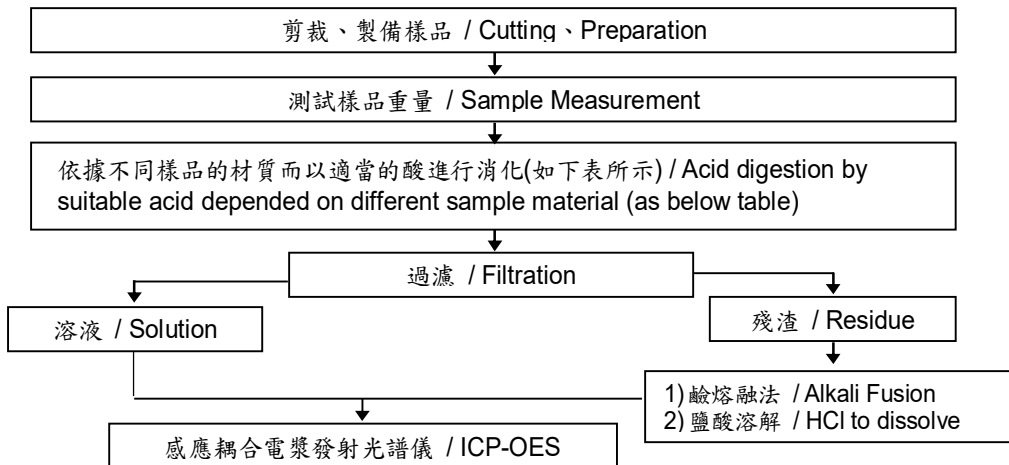 剪裁、製備樣品 / Cutting、Preparation
測試樣品重量 / Sample Measurement
依據不同樣品的材質而以適當的酸進行消化(如下表所示) / Acid digestion by
suitable acid depended on different sample material (as below table)
過濾 / Filtration
溶液 / Solution
殘渣 / Residue
1) 鹼熔融法 / Alkali Fusion
2) 鹽酸溶解 / HCl to dissolve
感應耦合電漿發射光譜儀 / ICP-OES